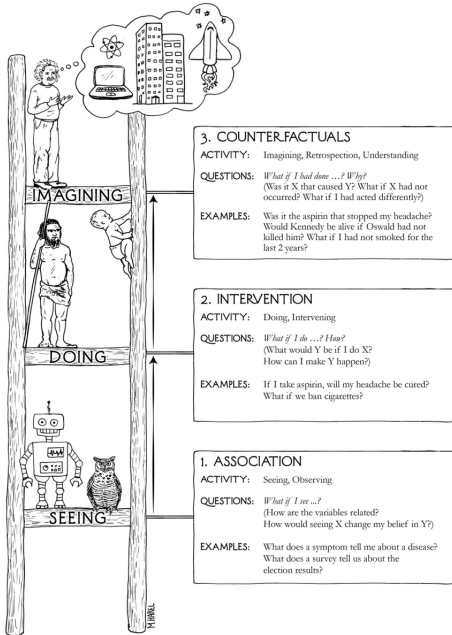 3. COUNTERFACTUALS
ACTIVITY: Imagining, Retrospection, Understanding
QUESTIONS: What if I had done …? Why?
(Was it X that caused Y? What if X had not
occurred? What if I had acted differently?)
EXAMPLES: Was it the aspirin that stopped my headache?
Would Kennedy be alive if Oswald had not
killed him? What if I had not smoked for the
last 2 years?
IMAGINING
2. INTERVENTION
ACTIVITY: Doing, Intervening
QUESTIONS: What if I do …? How?
(What would Y be if I do X?
How can I make Y happen?)
EXAMPLES: If I take aspirin, will my headache be cured?
What if we ban cigarettes?
DOING
1. ASSOCIATION
ACTIVITY: Seeing, Observing
QUESTIONS: What if I see ...?
(How are the variables related?
How would seeing X change my belief in Y?)
EXAMPLES: What does a symptom tell me about a disease?
What does a survey tell us about the
election results?
SEEING
M.HAREL